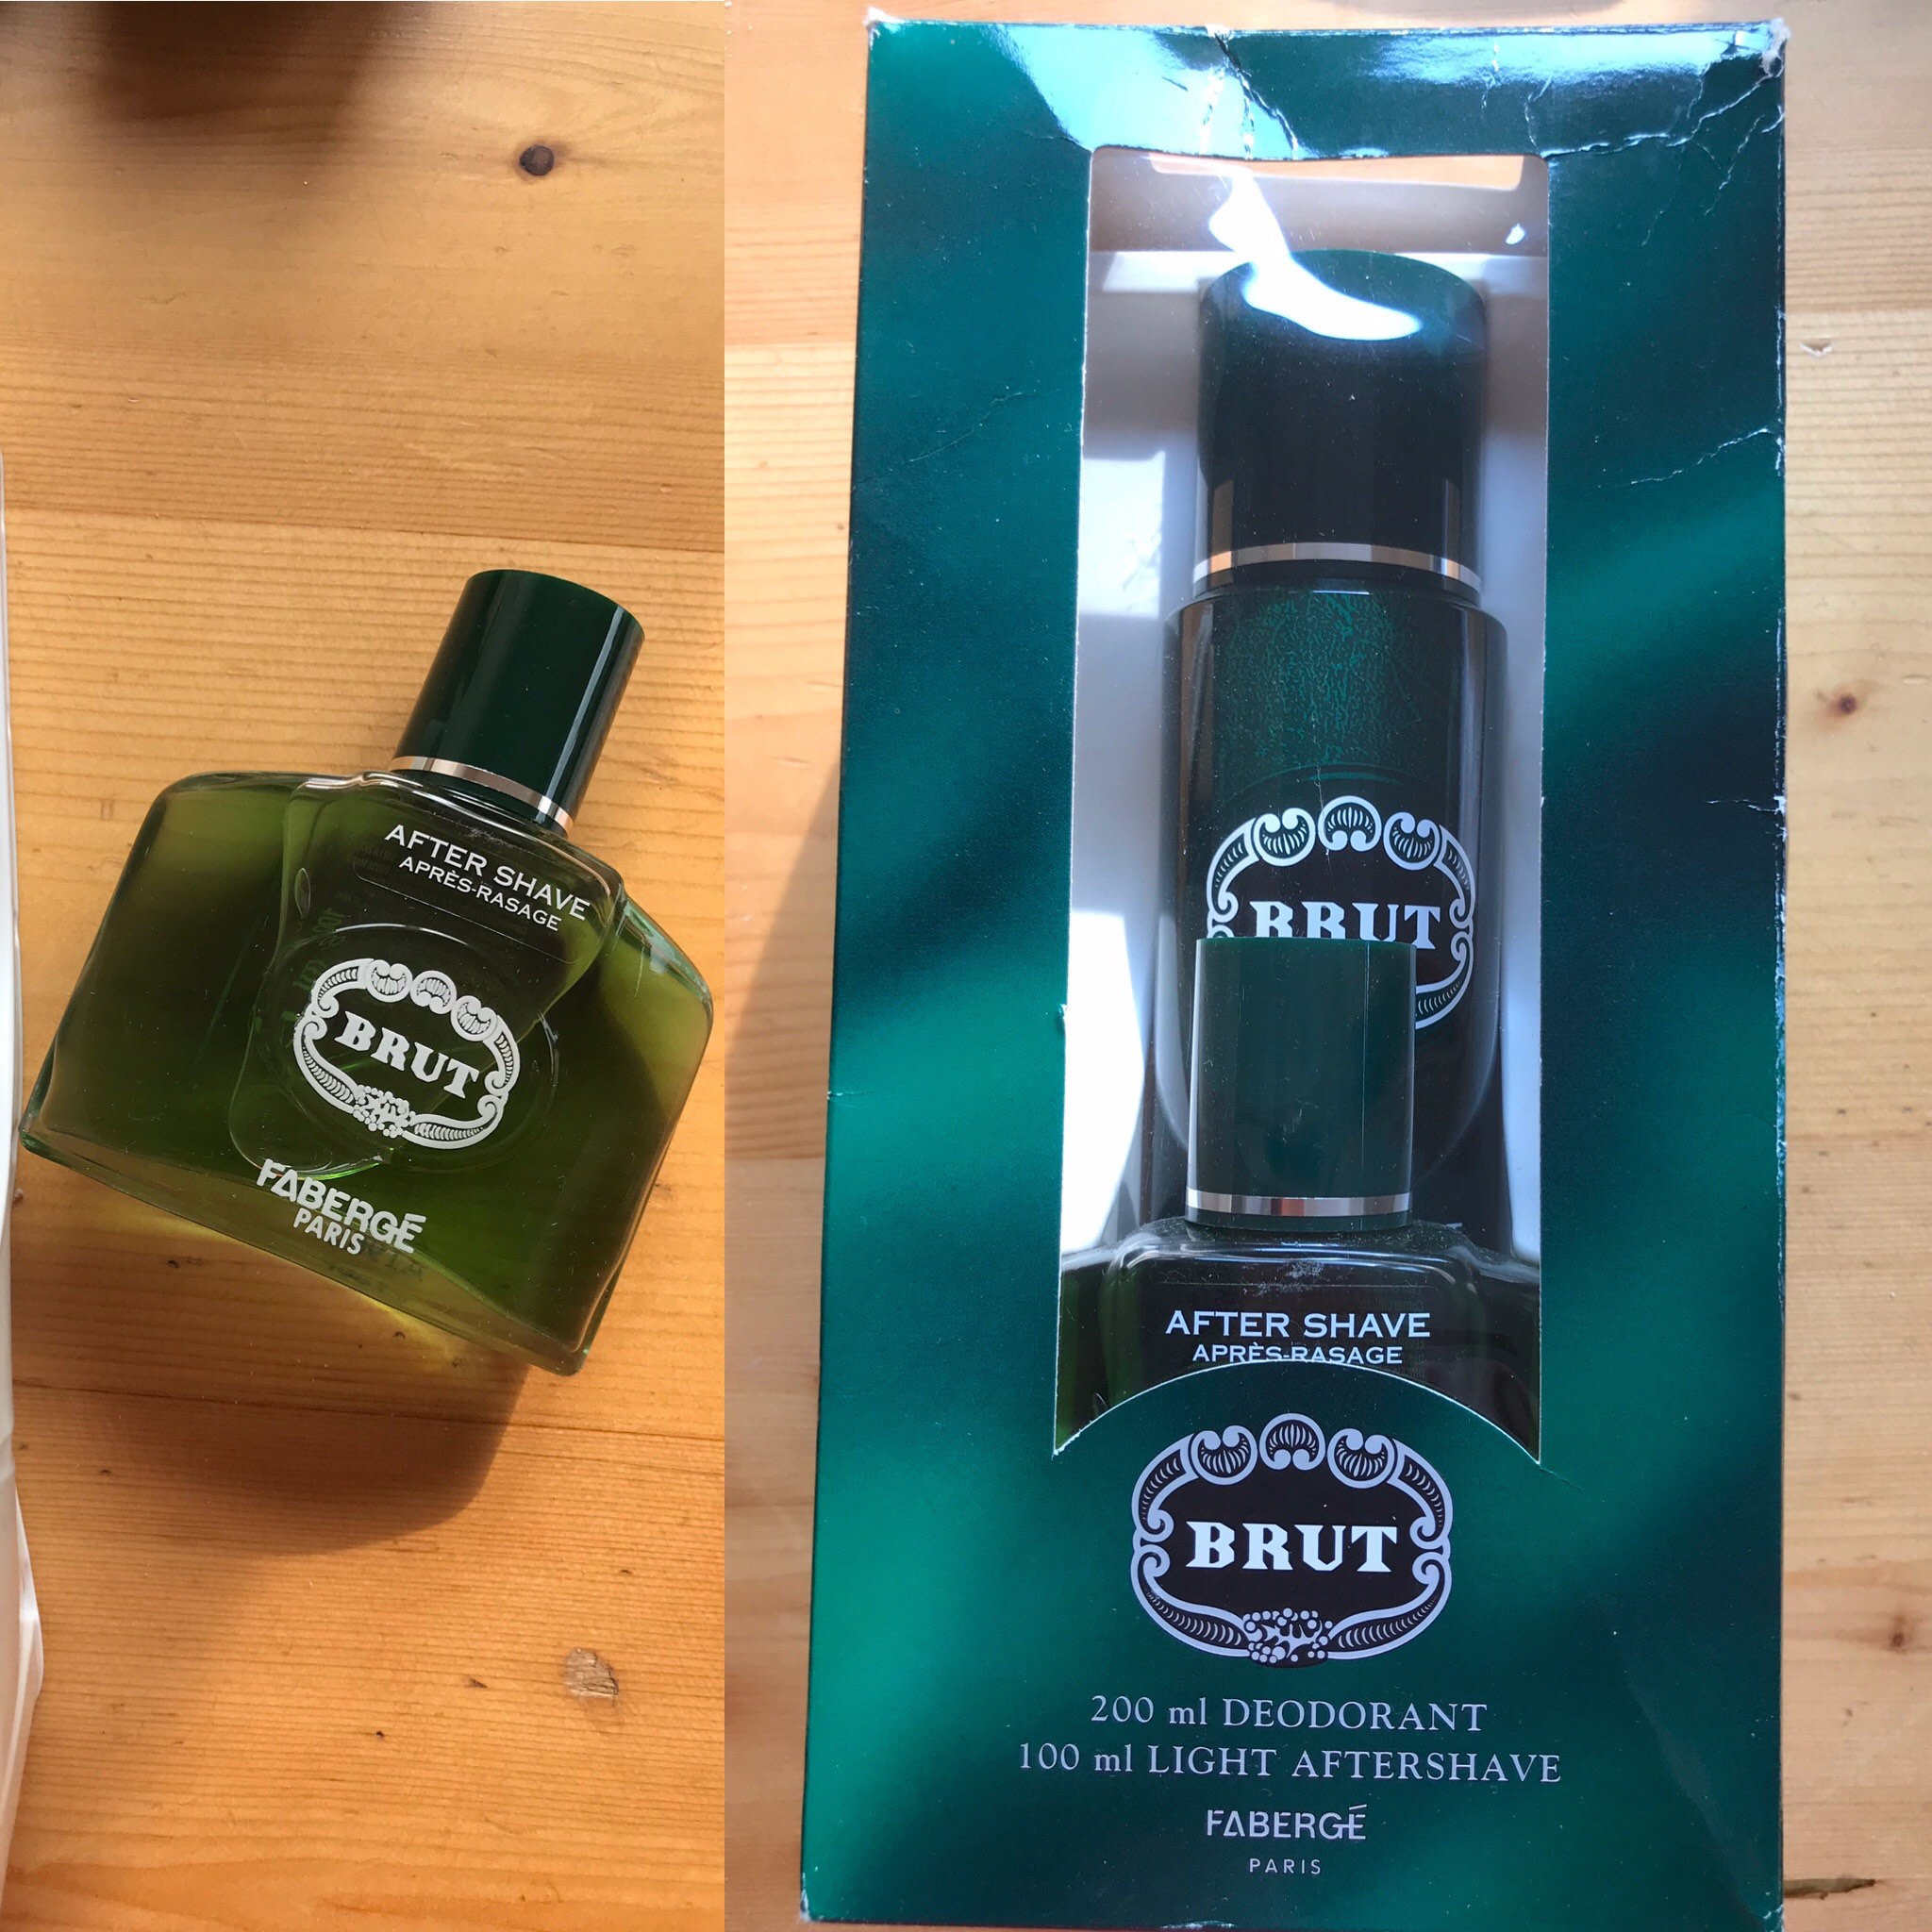 AFTER SHAVE
APRÈS-RASAGE
BRUT
FABERGÉ
PARIS
BRUT
AFTER SHAVE
APRÈS-RASAGE
BRUT
200 ml DEODORANT
100 ml LIGHT AFTERSHAVE
FABERGÉ
PARIS